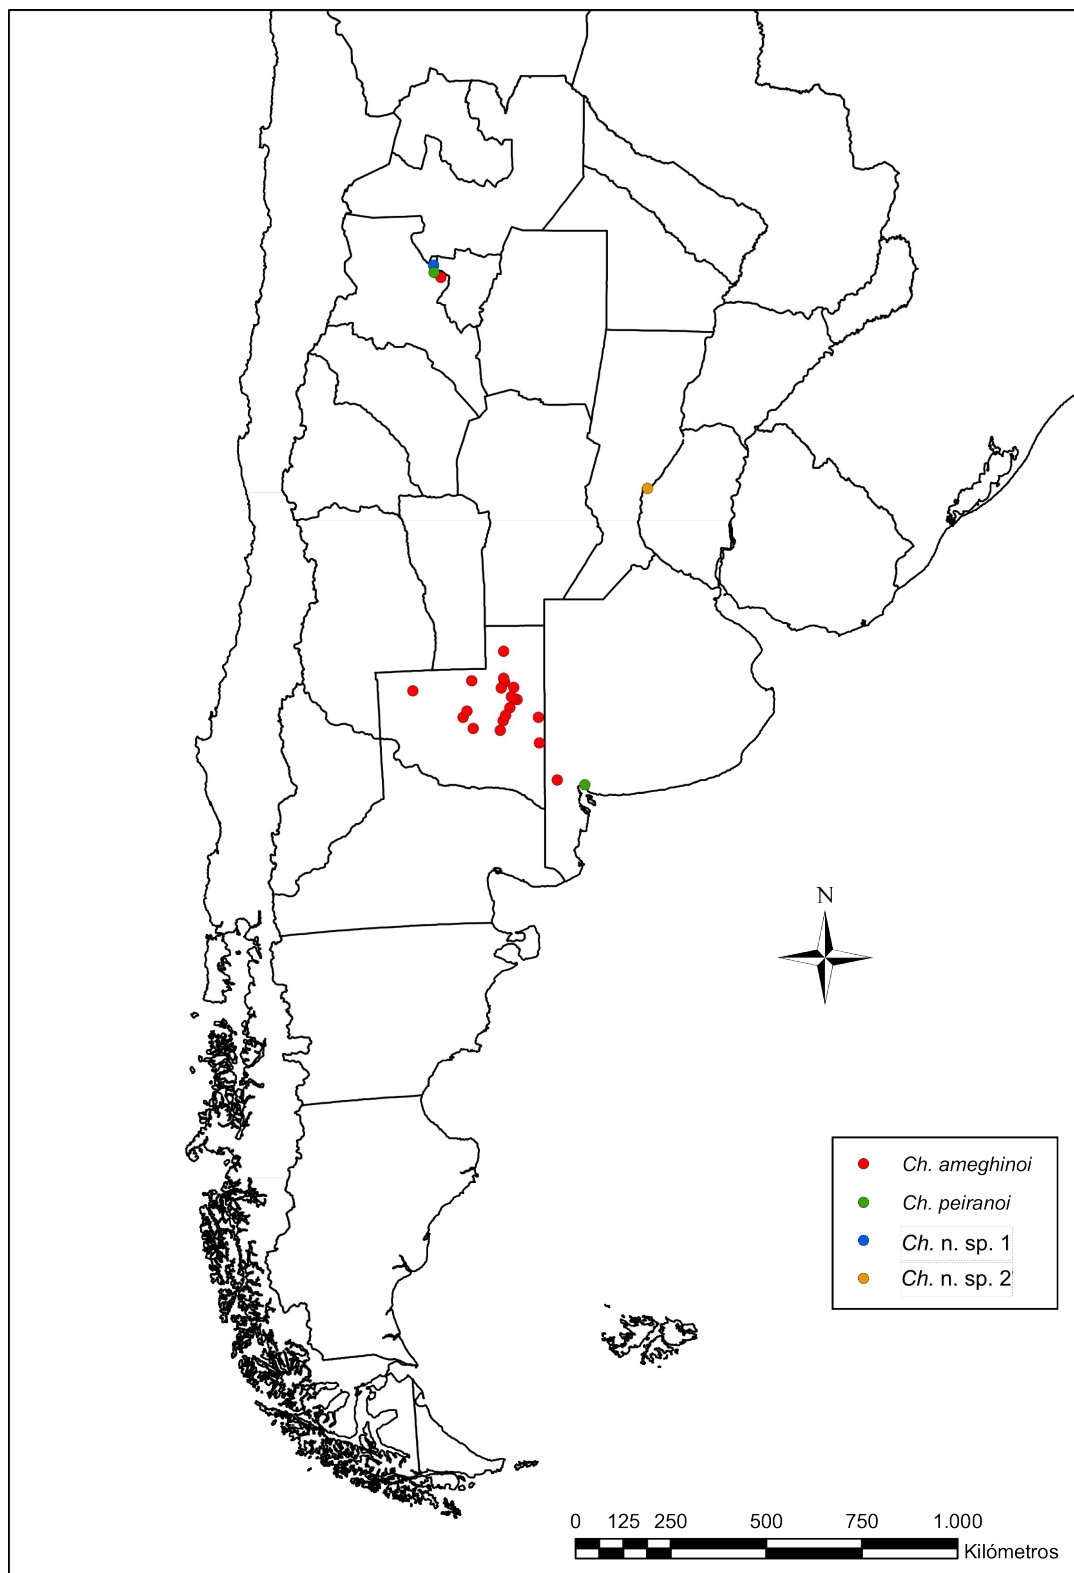 N
Ch. ameghinoi
Ch. peiranoi
Ch. n. sp. 1
Ch. n. sp. 2
0 125 250 500 750 1.000
Kilómetros